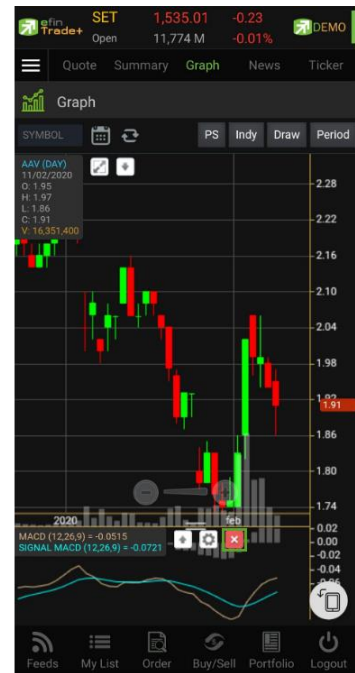 efin Trade+ SET 1,535.01 -0.23 DEMO
Open 11,774 M -0.01%
Quote Summary Graph News Ticker
Graph
SYMBOL PS Indy Draw Period
AAV (DAY)
11/02/2020
O: 1.95
H: 1.97
L: 1.86
C: 1.91
V: 16,351,400
2.28
2.22
2.16
2.10
2.04
1.98
1.92
1.91
1.86
1.80
1.74
2020 feb
MACD (12,26,9) = -0.0515
SIGNAL MACD (12,26,9) = -0.0721
0.02
0.00
-0.02
-0.04
-0.06
Feeds My List Order Buy/Sell Portfolio Logout